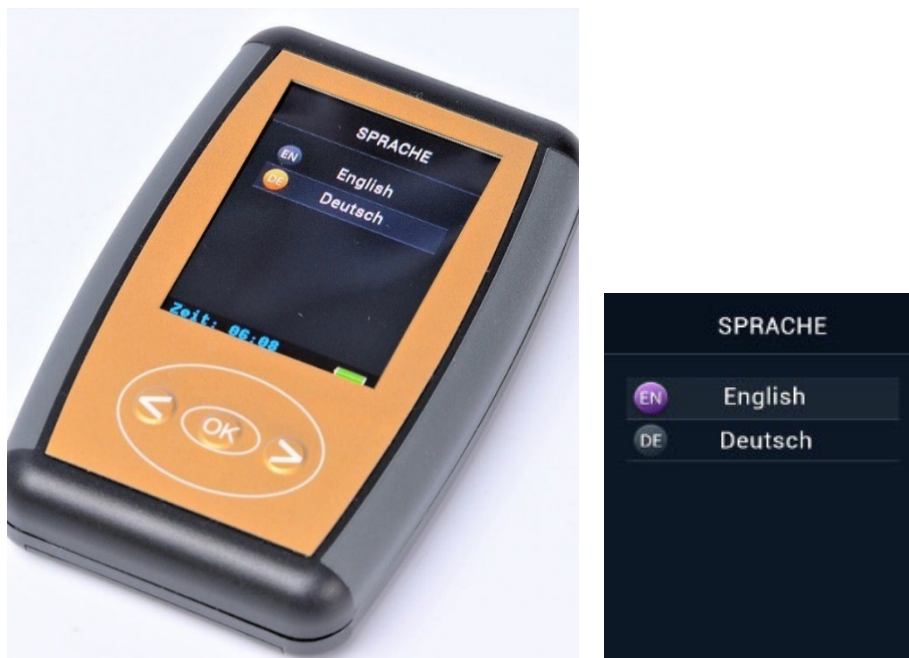 SPRACHE
EN English
DE Deutsch
Zeit: 06:08
< OK >
SPRACHE
EN English
DE Deutsch